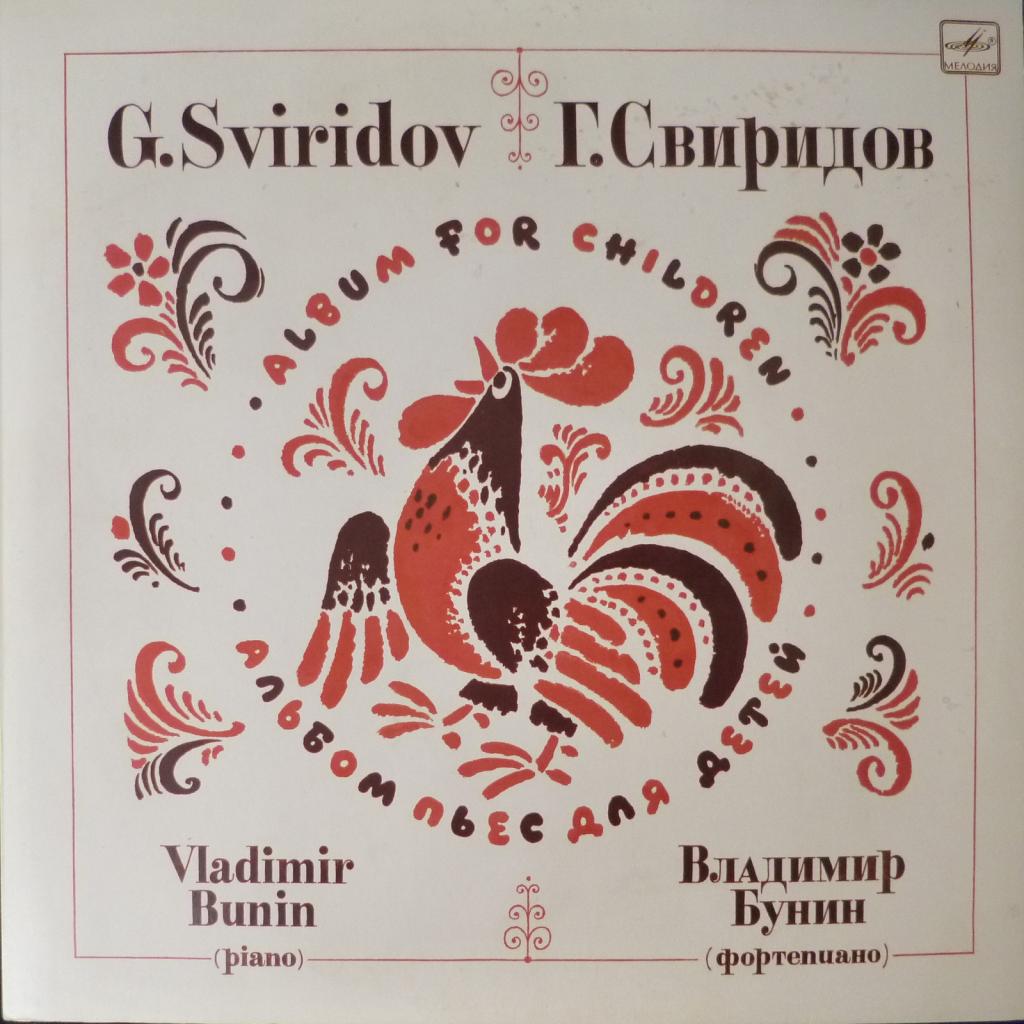 МЕЛОДИЯ
G.Sviridov
Г.Свиридов
ALBUM FOR CHILDREN
АЛЬБОМ ПЬЕС ДЛЯ ДЕТЕЙ
Vladimir
Bunin
(piano)
Владимир
Бунин
(фортепиано)